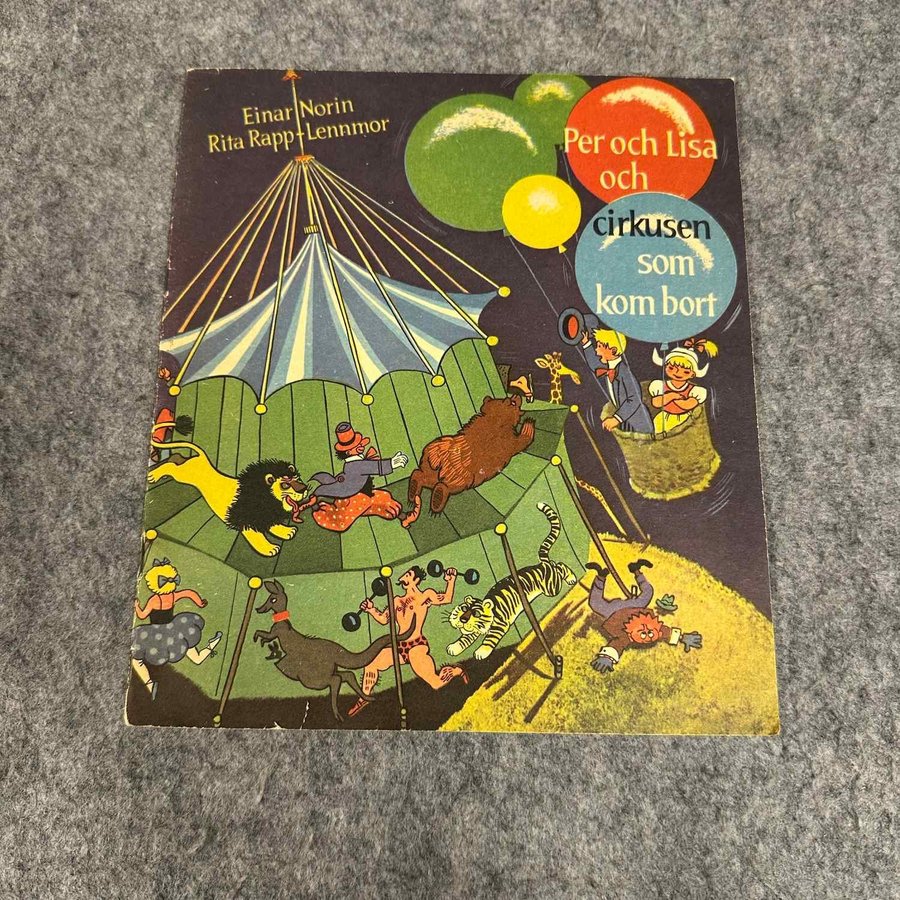 Einar Norin
Rita Rapp-Lennmor
Per och Lisa
och
cirkusen
som
kom bort